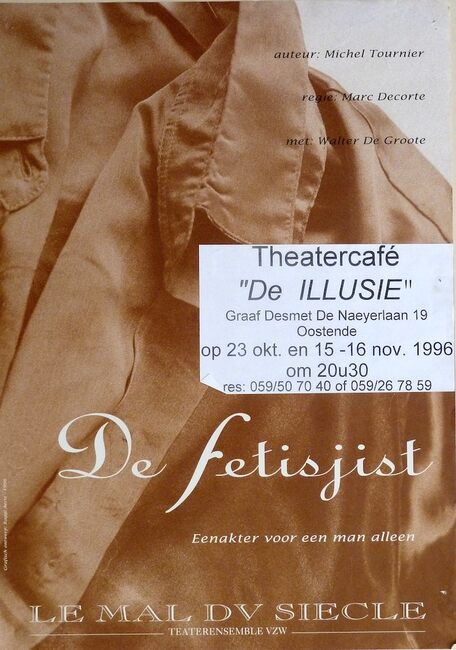 auteur: Michel Tournier
regie: Marc Decorte
met: Walter De Groote
Theatercafé
"De ILLUSIE"
Graaf Desmet De Naeyerlaan 19
Oostende
op 23 okt. en 15 -16 nov. 1996
om 20u30
res: 059/50 70 40 of 059/26 78 59
De fetisjist
Eenakter voor een man alleen
LE MAL DV SIECLE
TEATERENSEMBLE VZW